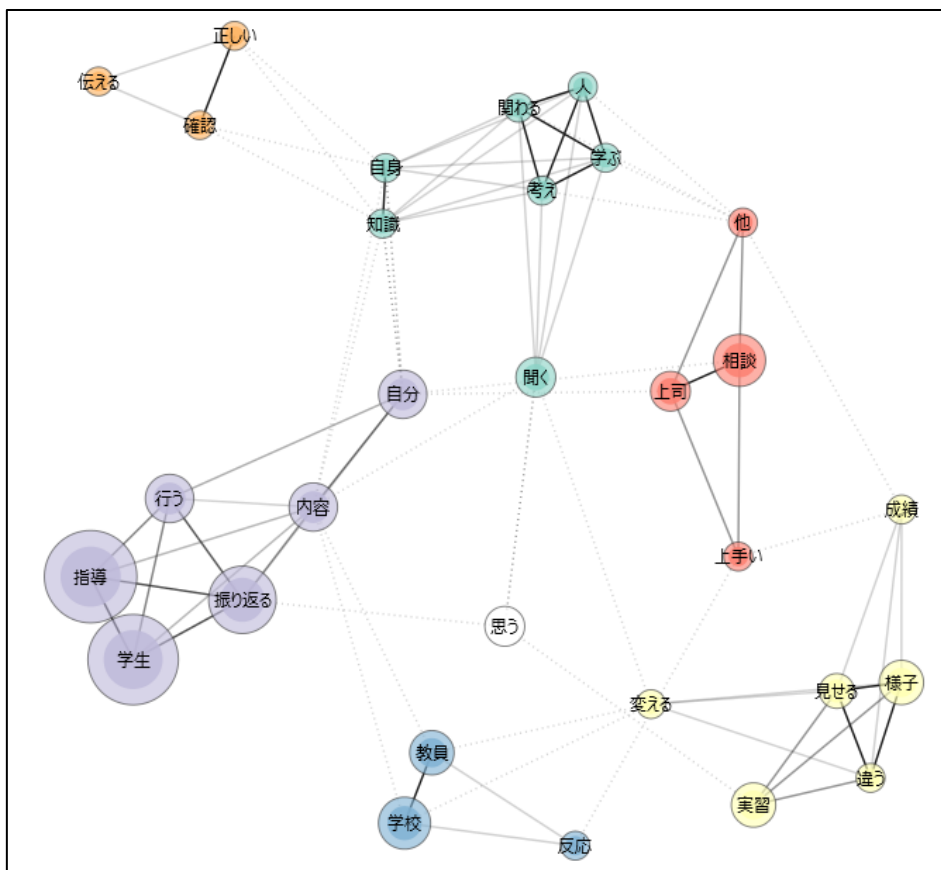 正しい
伝える
確認
人
関わる
学ぶ
自身
考え
知識
他
相談
聞く
上司
自分
行う
内容
成績
上手い
指導
振り返る
思う
学生
様子
見せる
変える
教員
違う
実習
学校
反応